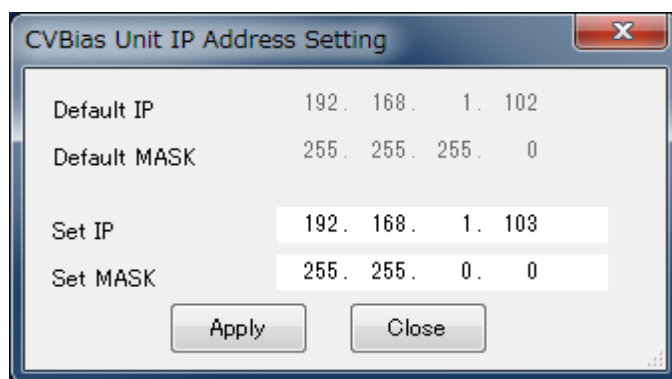 CVBias Unit IP Address Setting
Default IP 192. 168. 1. 102
Default MASK 255. 255. 255. 0
Set IP 192. 168. 1. 103
Set MASK 255. 255. 0. 0
Apply Close